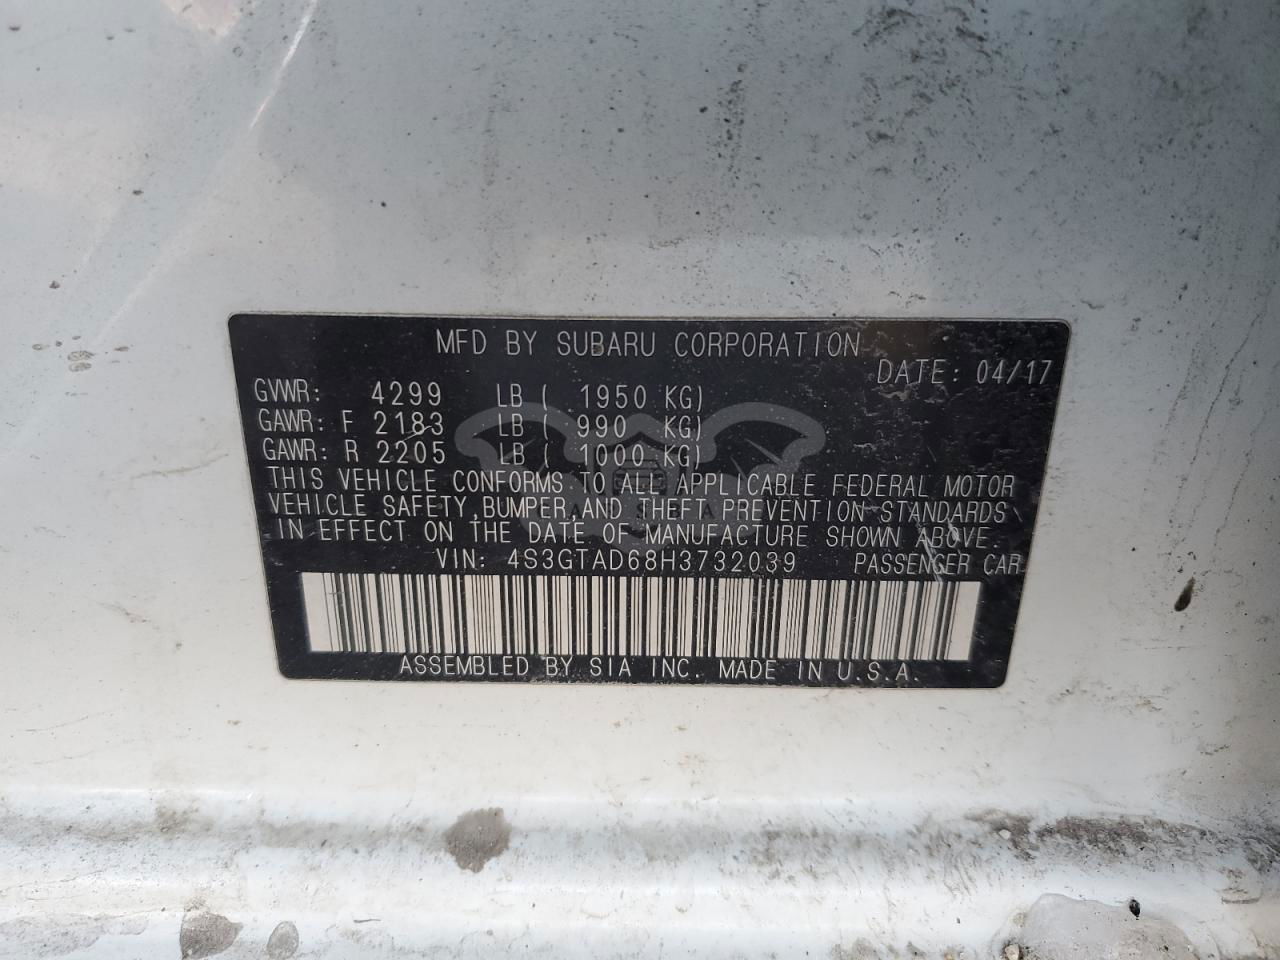 MFD BY SUBARU CORPORATION
DATE: 04/17
GVWR: 4299 LB ( 1950 KG)
GAWR: F 2183 LB ( 990 KG)
GAWR: R 2205 LB ( 1000 KG)
THIS VEHICLE CONFORMS TO ALL APPLICABLE FEDERAL MOTOR
VEHICLE SAFETY, BUMPER, AND THEFT PREVENTION STANDARDS
IN EFFECT ON THE DATE OF MANUFACTURE SHOWN ABOVE.
VIN: 4S3GTAD68H3732039 PASSENGER CAR
ASSEMBLED BY SIA INC. MADE IN U.S.A.